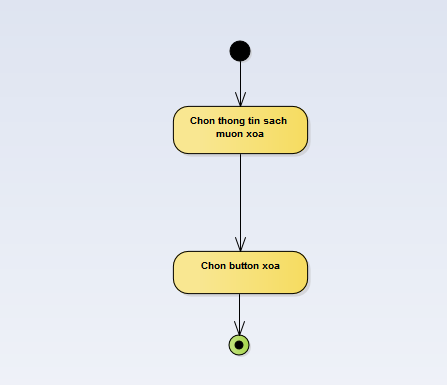 Chon thong tin sach
muon xoa
Chon button xoa